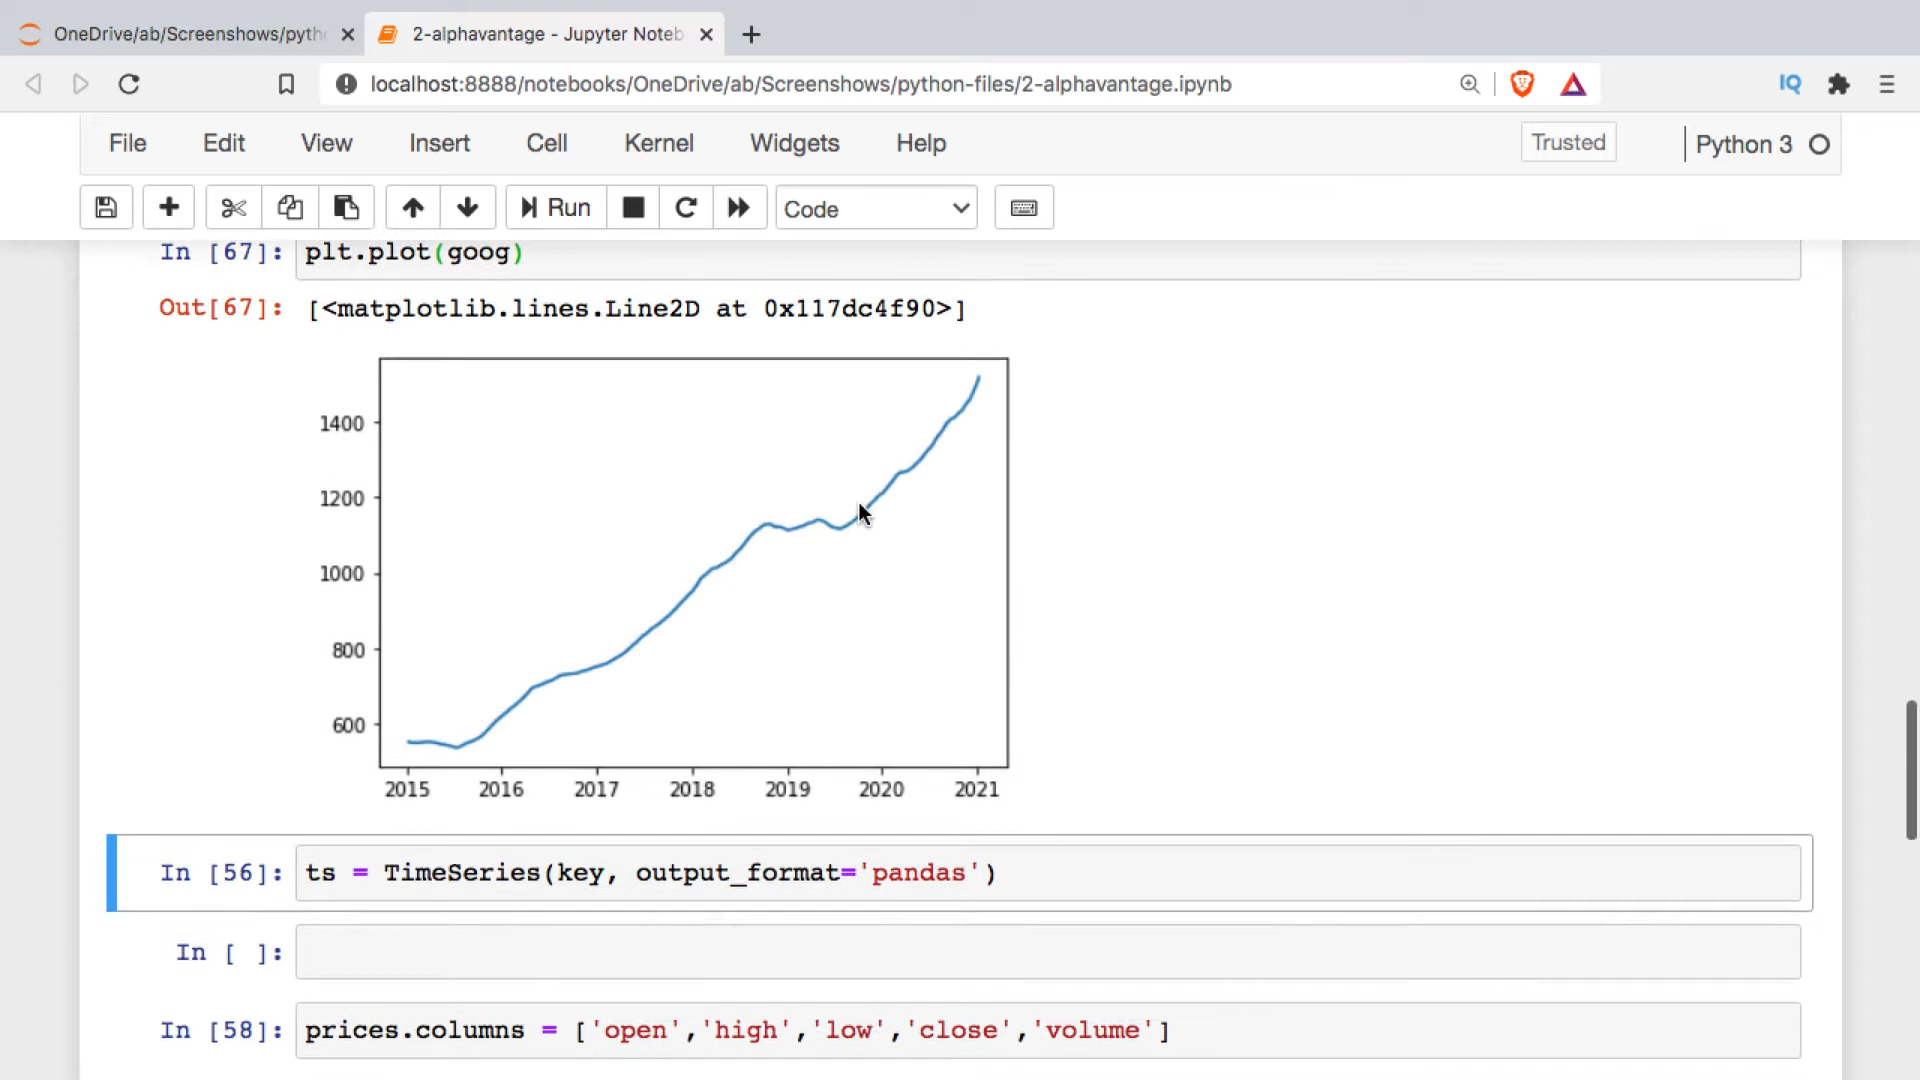 OneDrive/ab/Screenshows/pyth
2-alphavantage - Jupyter Noteb
localhost:8888/notebooks/OneDrive/ab/Screenshows/python-files/2-alphavantage.ipynb
IQ
File Edit View Insert Cell Kernel Widgets Help Trusted Python 3
Run Code
In [67]: plt.plot(goog)
Out[67]: [<matplotlib.lines.Line2D at 0x117dc4f90>]
1400
1200
1000
800
600
2015 2016 2017 2018 2019 2020 2021
In [56]: ts = TimeSeries(key, output_format='pandas')
In [ ]:
In [58]: prices.columns = ['open','high','low','close','volume']